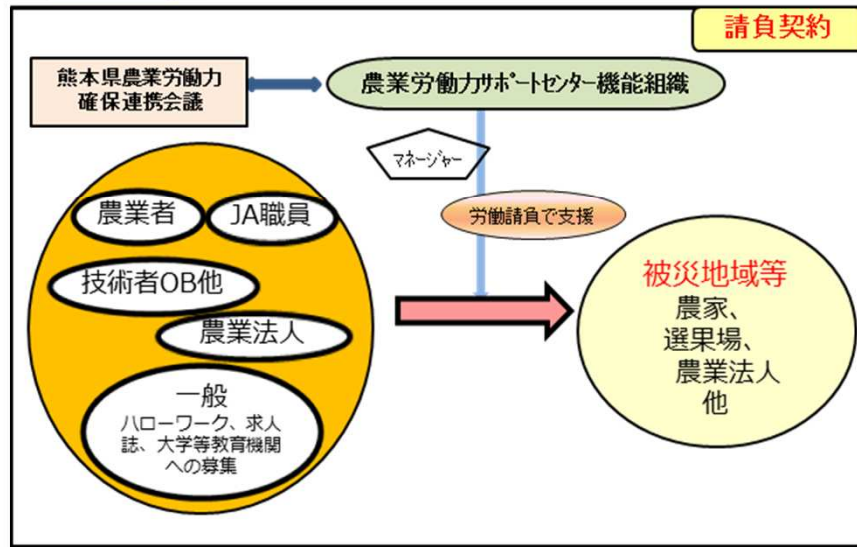 請負契約
熊本県農業労働力
確保連携会議
農業労働力サポートセンター機能組織
マネージャー
労働請負で支援
農業者
JA職員
技術者OB他
農業法人
一般
ハローワーク、求人
誌、大学等教育機関
への募集
被災地域等
農家、
選果場、
農業法人
他